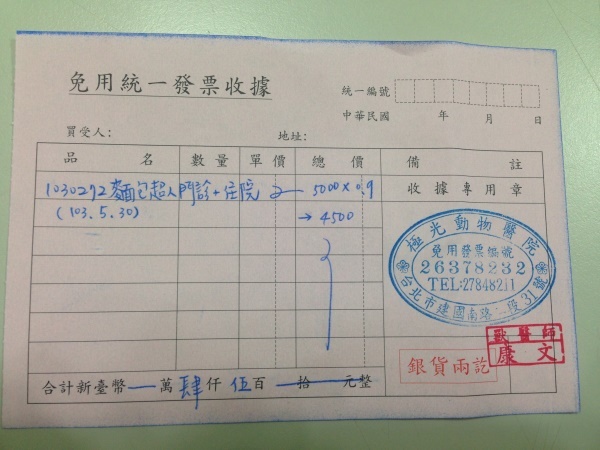 免用統一發票收據
統一編號
中華民國 年 月 日
買受人： 地址：
品名 數量 單價 總價 備註
1030272 麵包超人門診+住院 5000×0.9
收據專用章
(103.5.30) →4500
極光動物醫院
免用發票編號
26378232
TEL:27848211
台北市建國南路一段31號
獸醫師
康文
銀貨兩訖
合計新臺幣 萬肆仟伍百 拾 元整